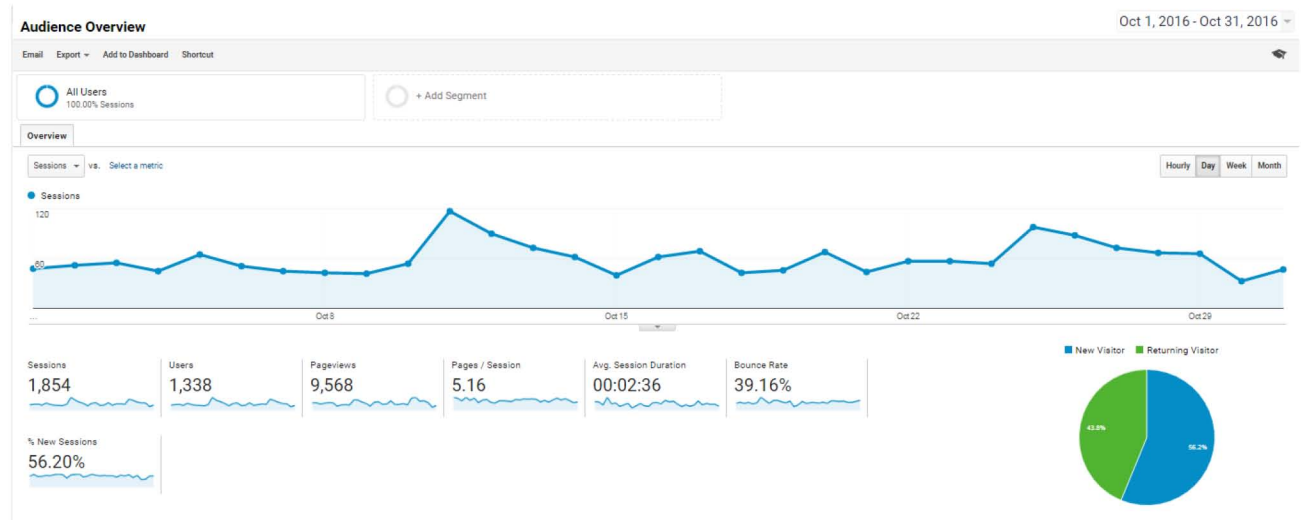 Audience Overview
Oct 1, 2016 - Oct 31, 2016
Email Export Add to Dashboard Shortcut
All Users
100.00% Sessions
+ Add Segment
Overview
Sessions vs. Select a metric
Hourly Day Week Month
Sessions
120
60
... Oct 8 Oct 15 Oct 22 Oct 29
New Visitor Returning Visitor
Sessions Users Pageviews Pages / Session Avg. Session Duration Bounce Rate
1,854 1,338 9,568 5.16 00:02:36 39.16%
% New Sessions
56.20%
43.8%
56.2%